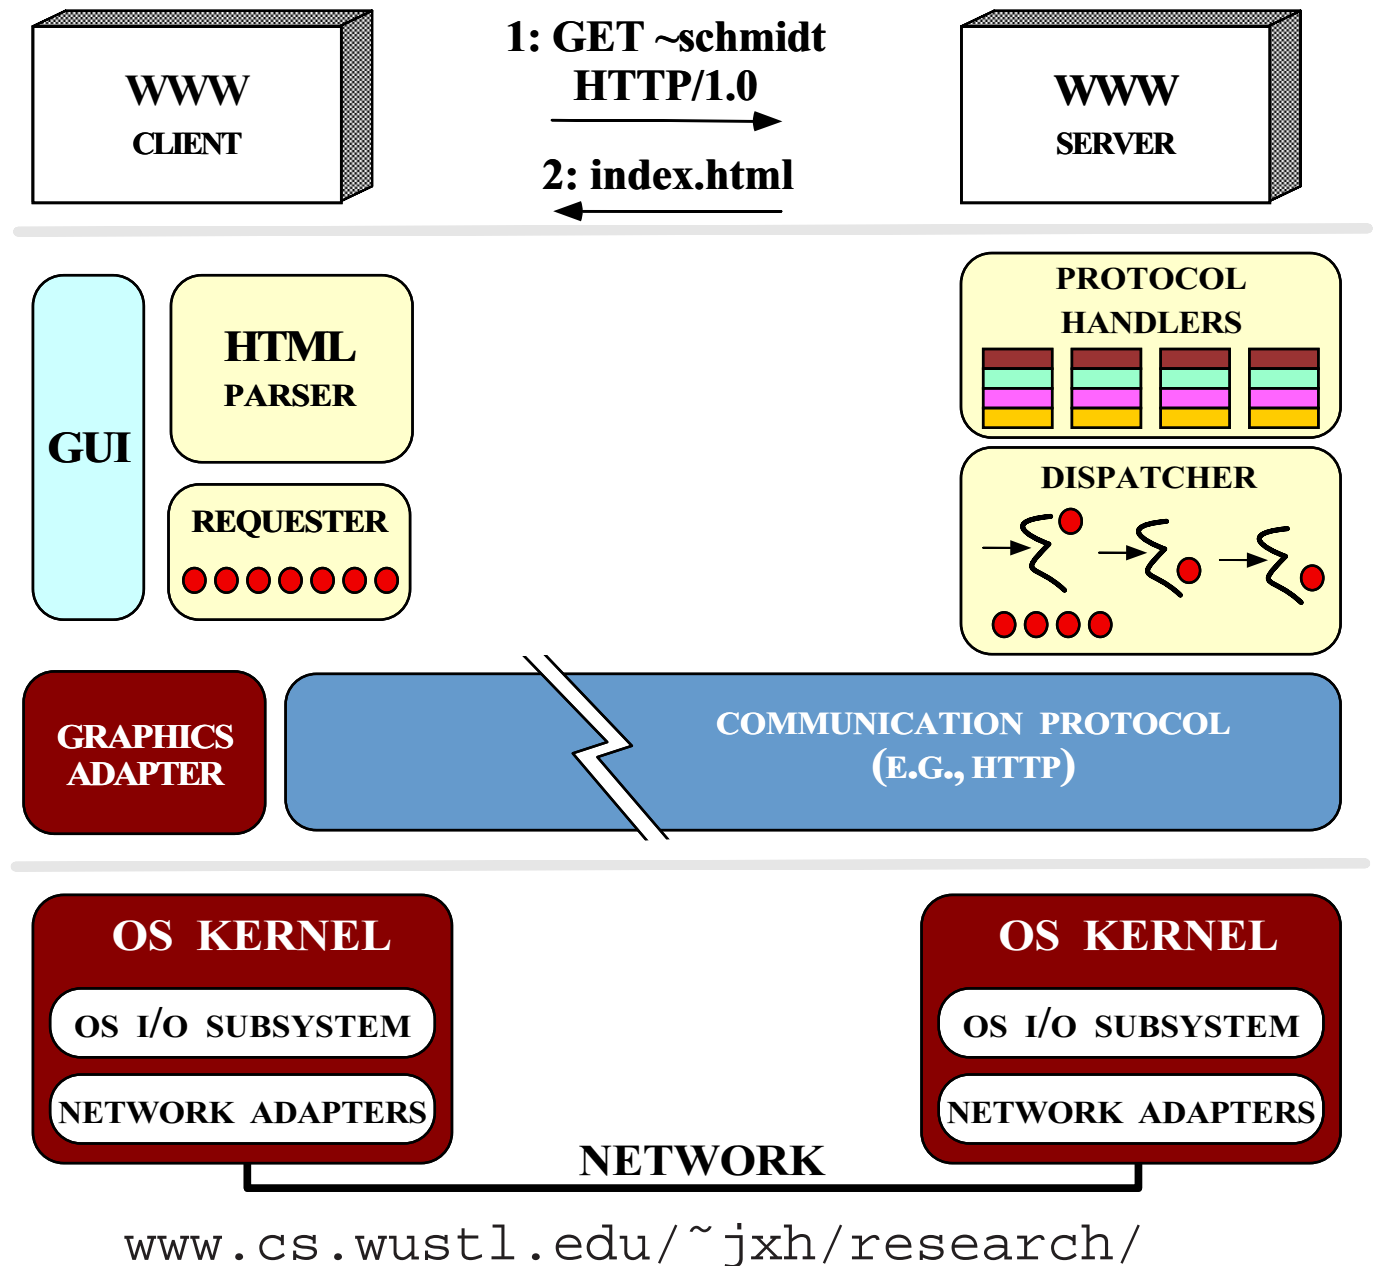 WWW
CLIENT
1: GET ~schmidt
HTTP/1.0
2: index.html
WWW
SERVER
GUI
HTML
PARSER
REQUESTER
PROTOCOL
HANDLERS
DISPATCHER
GRAPHICS
ADAPTER
COMMUNICATION PROTOCOL
(E.G., HTTP)
OS KERNEL
OS I/O SUBSYSTEM
NETWORK ADAPTERS
OS KERNEL
OS I/O SUBSYSTEM
NETWORK ADAPTERS
NETWORK
www.cs.wustl.edu/~jxh/research/